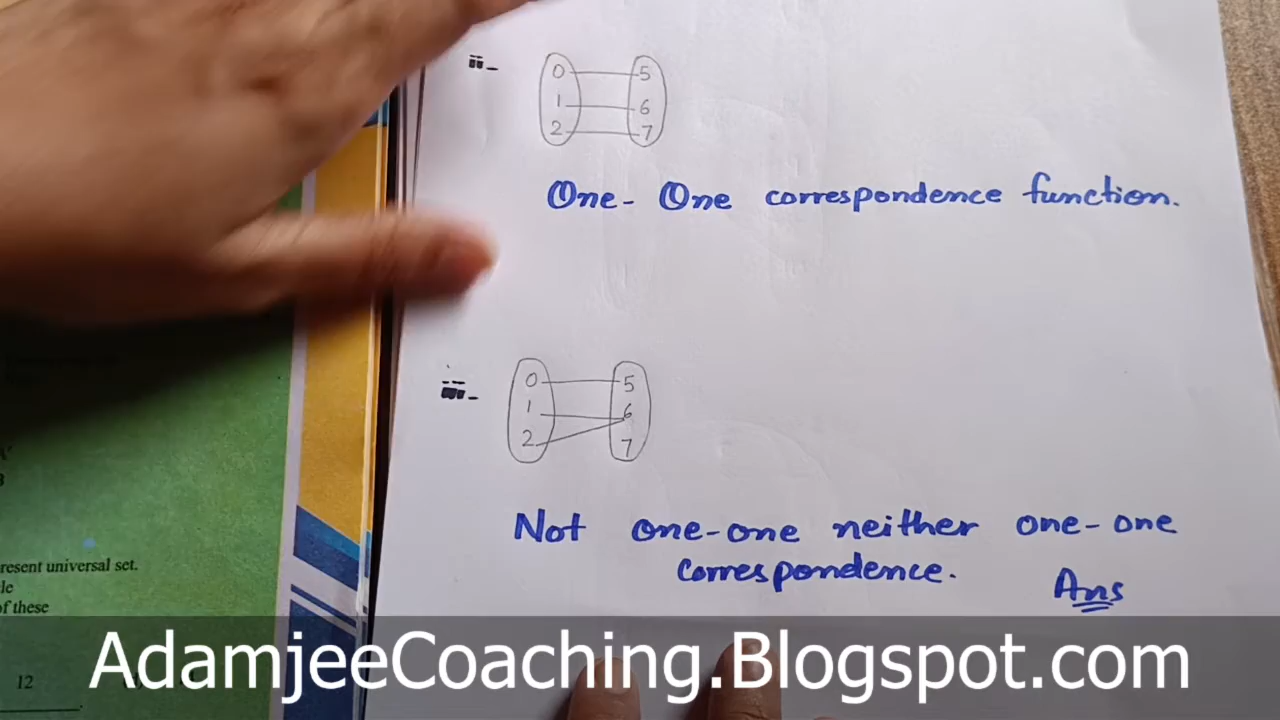 ii-
0 5
1 6
2 7
One-One correspondence function.
iii-
0 5
1 6
2 7
Not one-one neither one-one
correspondence.
Ans
resent universal set.
le
of these
12
AdamjeeCoaching.Blogspot.com